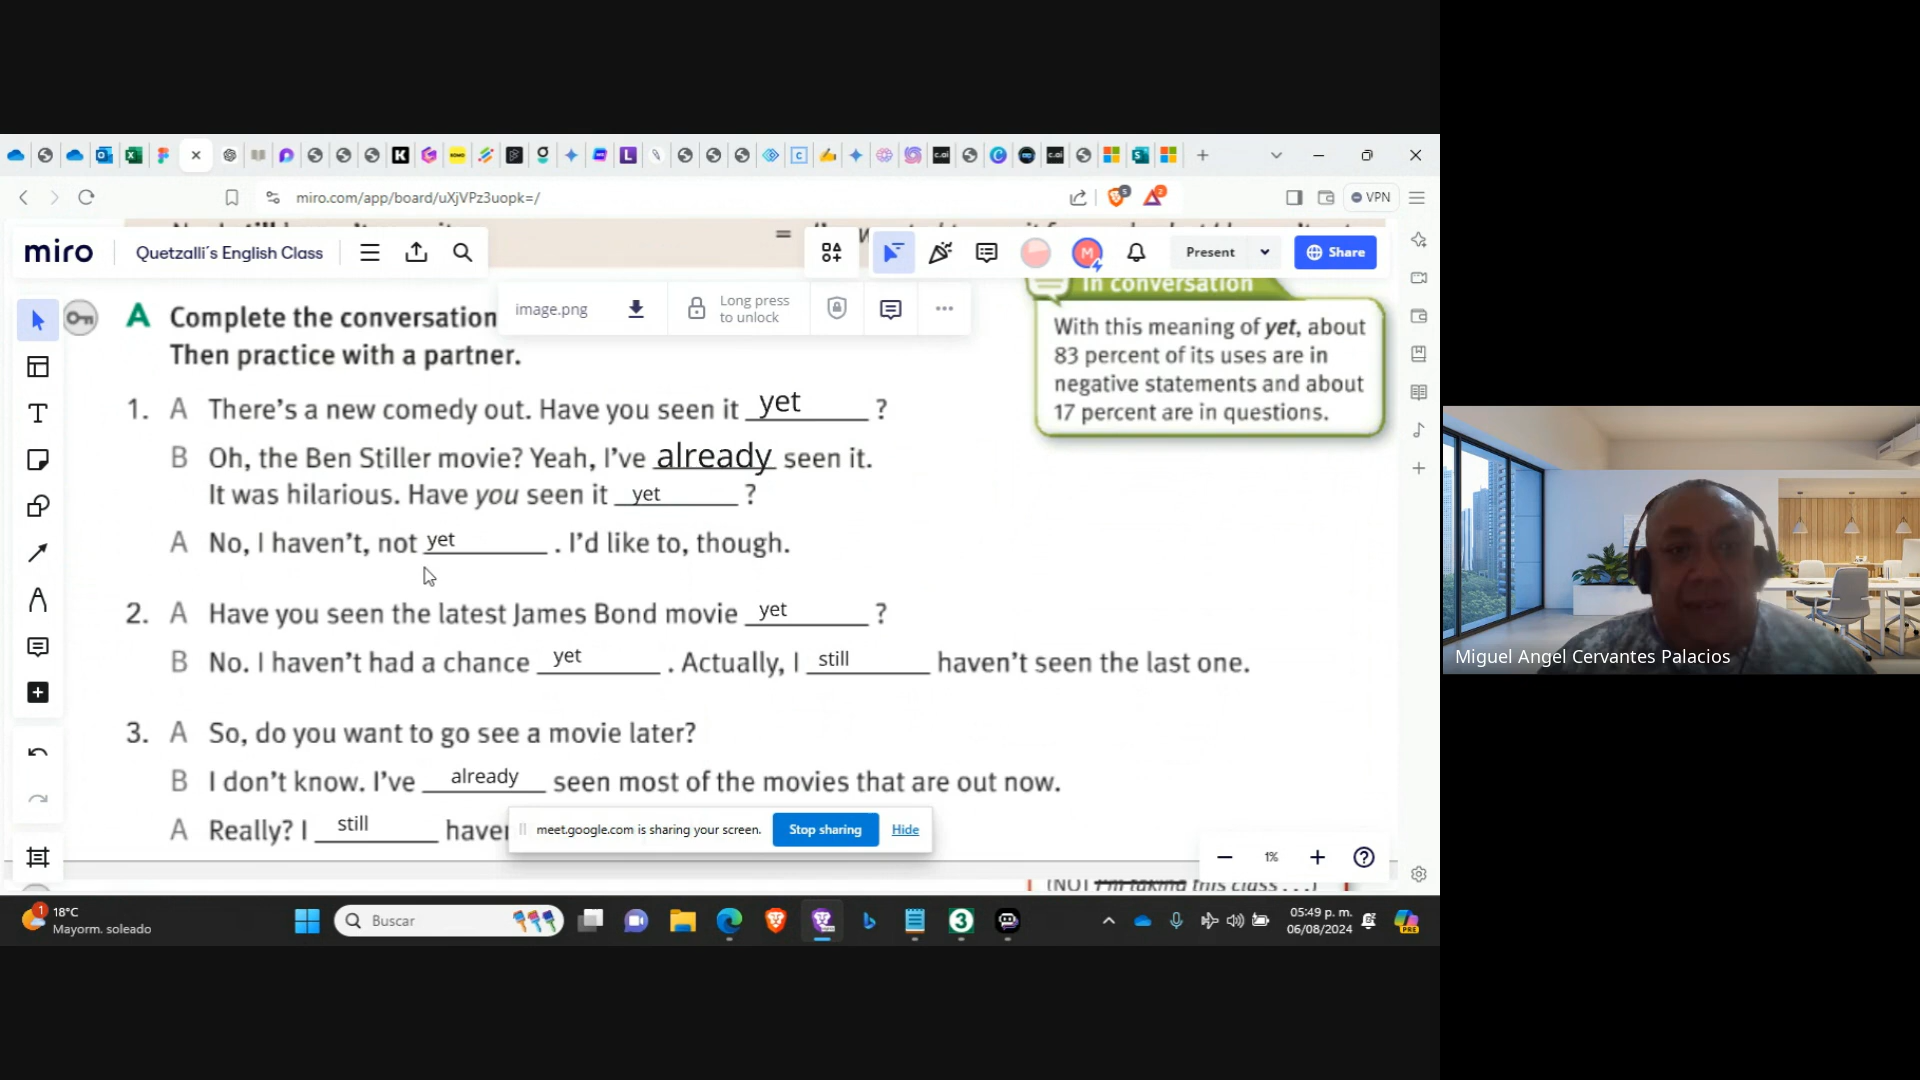 miro.com/app/board/uXjVPz3uopk=/
VPN
miro
Quetzalli´s English Class
Present
Share
image.png
Long press
to unlock
In conversation
With this meaning of yet, about
83 percent of its uses are in
negative statements and about
17 percent are in questions.
A Complete the conversation
Then practice with a partner.
1. A There's a new comedy out. Have you seen it yet ?
B Oh, the Ben Stiller movie? Yeah, I've already seen it.
It was hilarious. Have you seen it yet ?
A No, I haven't, not yet . I'd like to, though.
2. A Have you seen the latest James Bond movie yet ?
B No. I haven't had a chance yet . Actually, I still haven't seen the last one.
3. A So, do you want to go see a movie later?
B I don't know. I've already seen most of the movies that are out now.
A Really? I still haven
meet.google.com is sharing your screen.
Stop sharing
Hide
1%
(NOT I'm taking this class . . .)
18°C
Mayorm. soleado
Buscar
05:49 p. m.
06/08/2024
Miguel Angel Cervantes Palacios